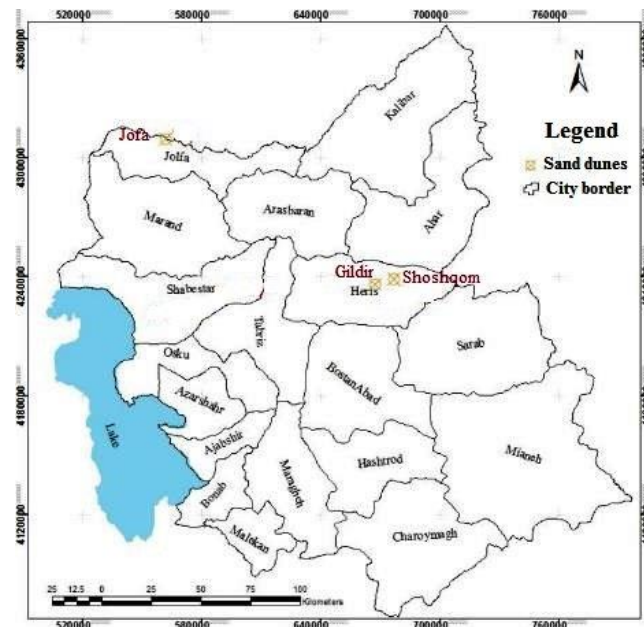 520000 580000 640000 700000 760000
4360000
4300000
4240000
4180000
4120000
N
Legend
Sand dunes
City border
Jofa
Jolfa
Kalibar
Marand
Arasbaran
Ahar
Gildir
Shoshqom
Heris
Shabestar
Tabriz
Sarab
Osku
BostanAbad
Azarshahr
Lake
Ajabshir
Hashtrod
Mianeh
Bonab
Maragheh
Malekan
Charoymagh
25 12.5 0 25 50 75 100
Kilometers
520000 580000 640000 700000 760000